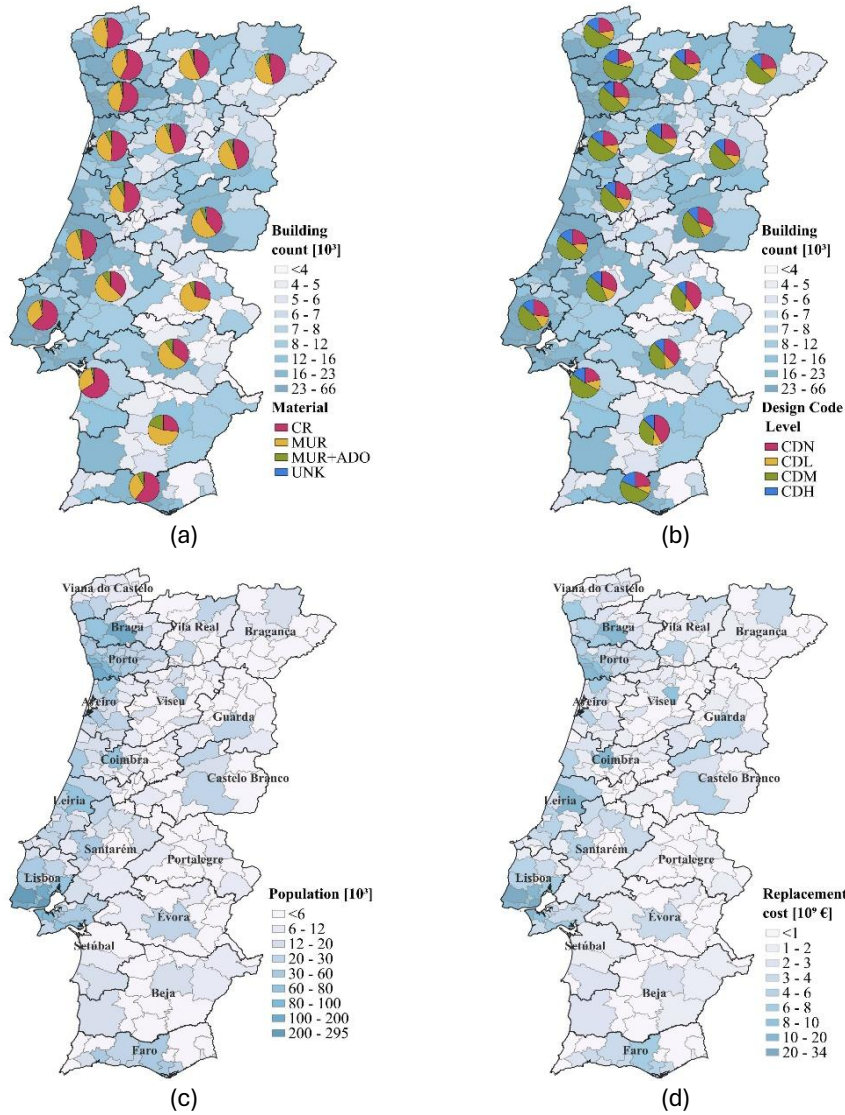 Building
count [10³]
<4
4 - 5
5 - 6
6 - 7
7 - 8
8 - 12
12 - 16
16 - 23
23 - 66
Material
CR
MUR
MUR+ADO
UNK
(a)
Building
count [10³]
<4
4 - 5
5 - 6
6 - 7
7 - 8
8 - 12
12 - 16
16 - 23
23 - 66
Design Code
Level
CDN
CDL
CDM
CDH
(b)
Viana do Castelo
Braga
Vila Real
Bragança
Porto
Aveiro
Viseu
Guarda
Coimbra
Castelo Branco
Leiria
Santarém
Portalegre
Lisboa
Évora
Setúbal
Beja
Faro
Population [10³]
<6
6 - 12
12 - 20
20 - 30
30 - 60
60 - 80
80 - 100
100 - 200
200 - 295
(c)
Viana do Castelo
Braga
Vila Real
Bragança
Porto
Aveiro
Viseu
Guarda
Coimbra
Castelo Branco
Leiria
Santarém
Portalegre
Lisboa
Évora
Setúbal
Beja
Faro
Replacement
cost [10⁹ €]
<1
1 - 2
2 - 3
3 - 4
4 - 6
6 - 8
8 - 10
10 - 20
20 - 34
(d)